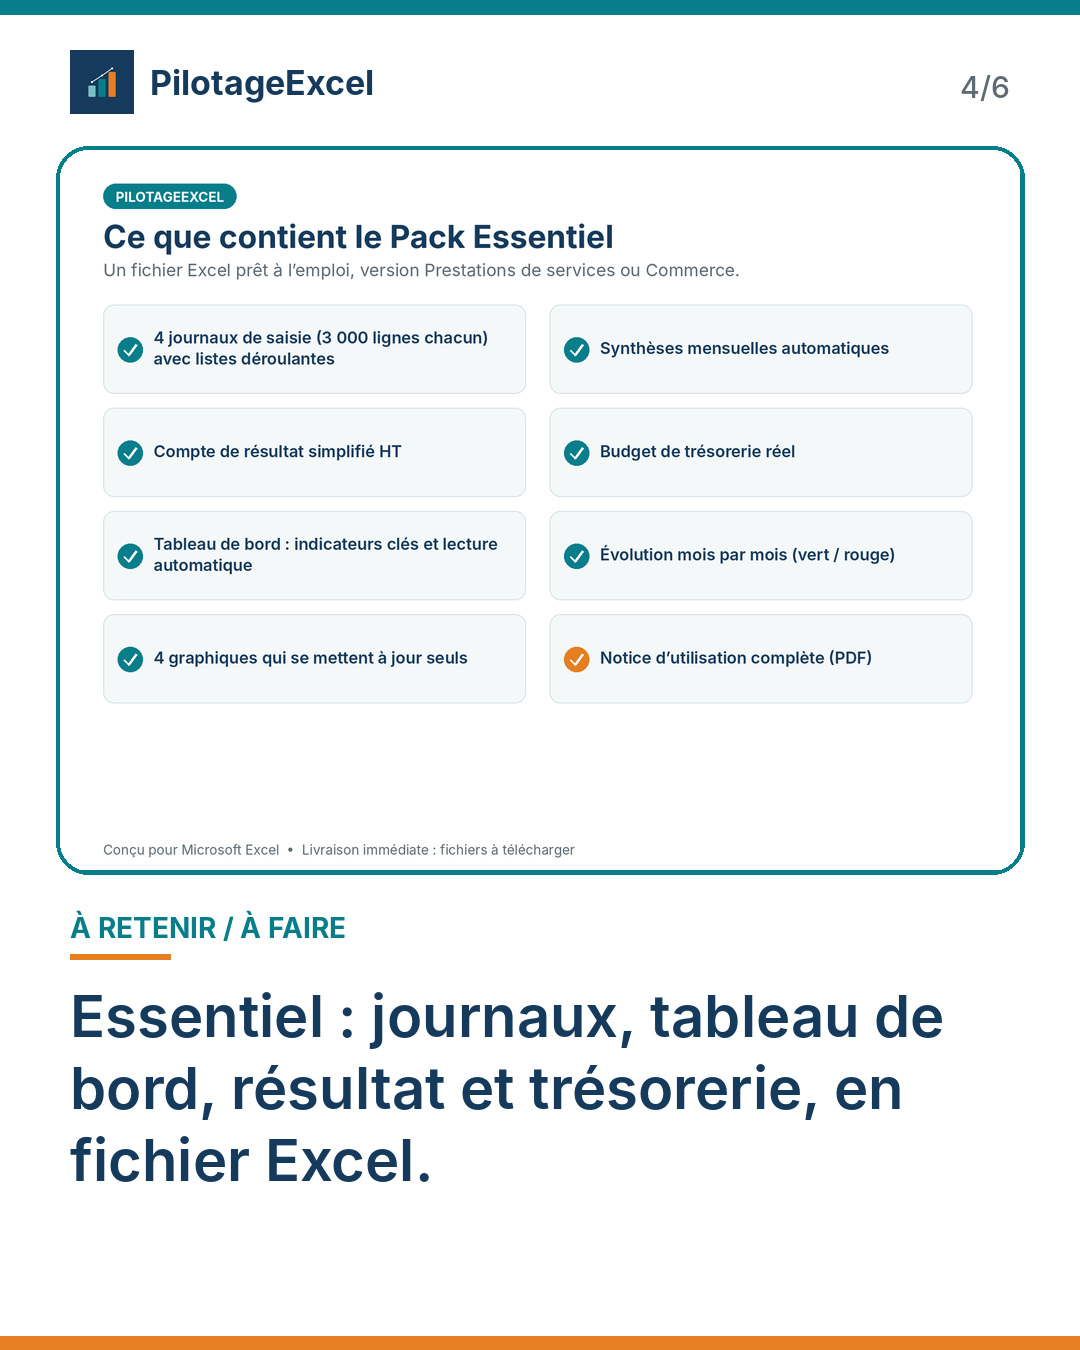 PilotageExcel
4/6
PILOTAGEEXCEL
Ce que contient le Pack Essentiel
Un fichier Excel prêt à l’emploi, version Prestations de services ou Commerce.
4 journaux de saisie (3 000 lignes chacun)
avec listes déroulantes
Synthèses mensuelles automatiques
Compte de résultat simplifié HT
Budget de trésorerie réel
Tableau de bord : indicateurs clés et lecture
automatique
Évolution mois par mois (vert / rouge)
4 graphiques qui se mettent à jour seuls
Notice d’utilisation complète (PDF)
Conçu pour Microsoft Excel • Livraison immédiate : fichiers à télécharger
À RETENIR / À FAIRE
Essentiel : journaux, tableau de
bord, résultat et trésorerie, en
fichier Excel.